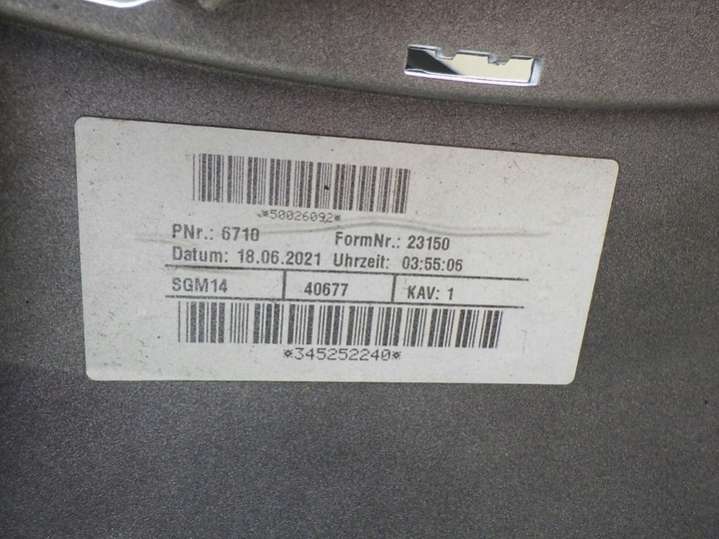 *50026092*
PNr.: 6710 FormNr.: 23150
Datum: 18.06.2021 Uhrzeit: 03:55:06
SGM14 40677 KAV: 1
*345252240*